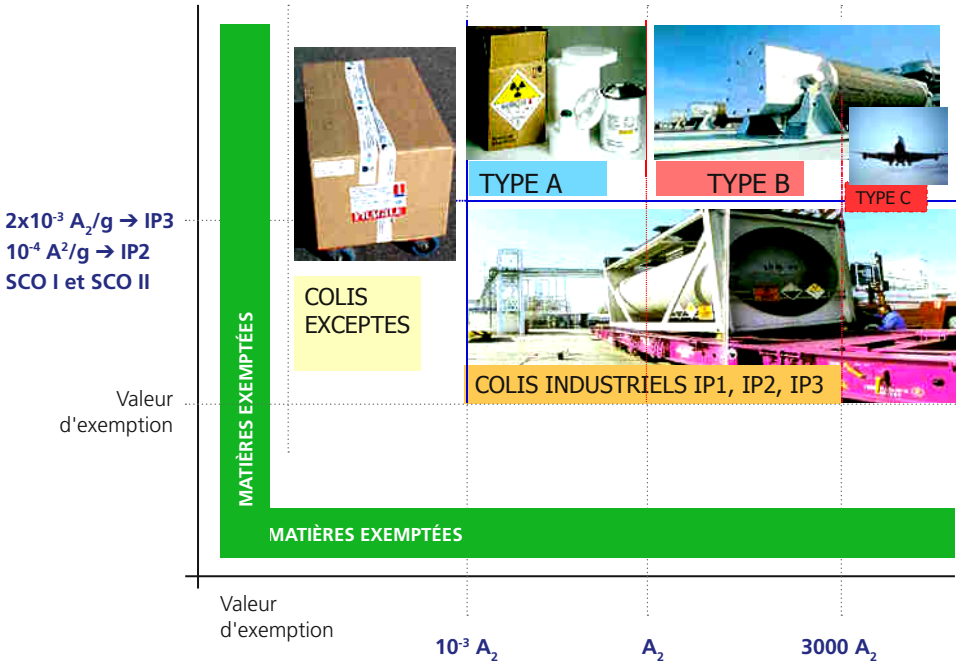 TYPE A
TYPE B
TYPE C
2x10⁻³ A₂/g → IP3
10⁻⁴ A²/g → IP2
SCO I et SCO II
COLIS
EXCEPTES
COLIS INDUSTRIELS IP1, IP2, IP3
Valeur
d'exemption
MATIÈRES EXEMPTÉES
MATIÈRES EXEMPTÉES
Valeur
d'exemption
10⁻³ A₂
A₂
3000 A₂